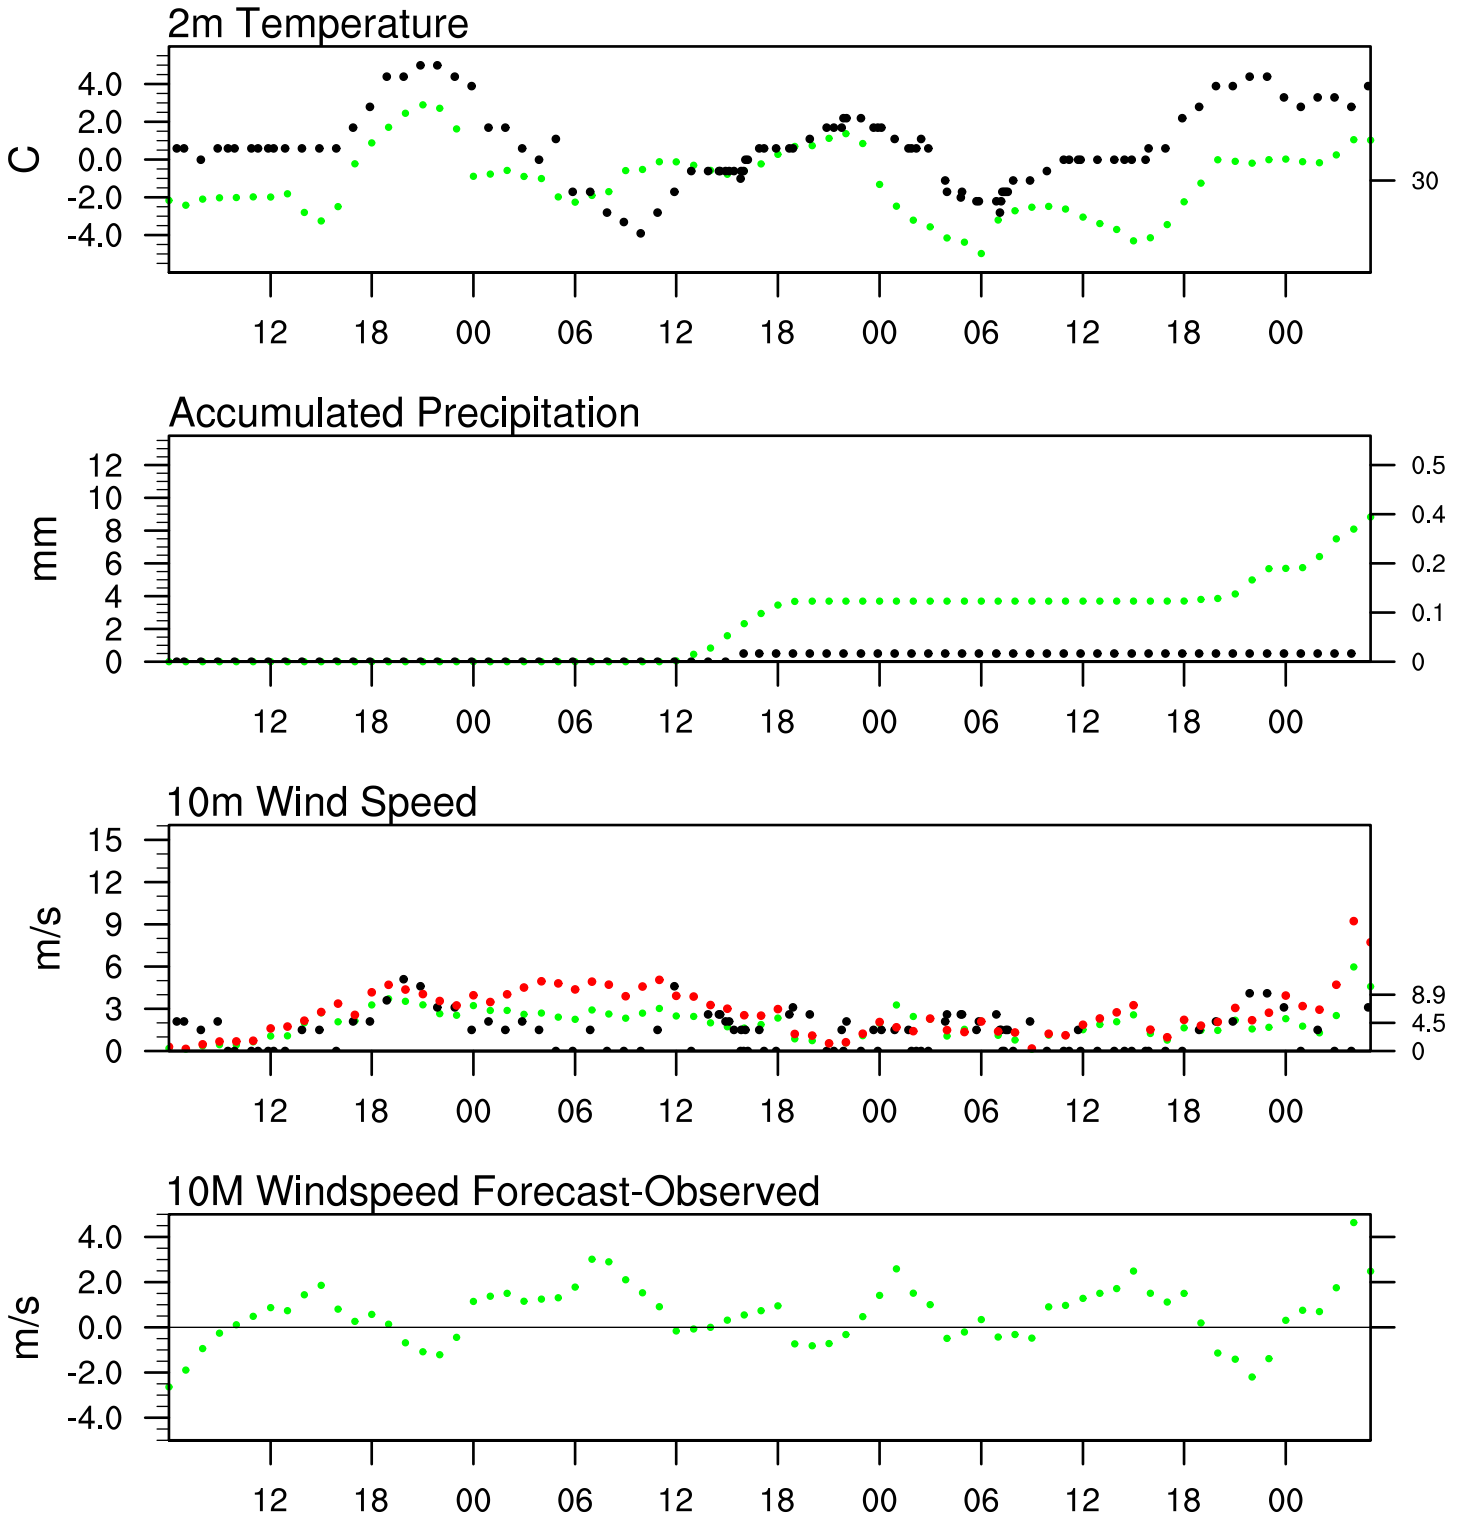 2m Temperature
4.0
2.0
0.0
-2.0
-4.0
C
30
12 18 00 06 12 18 00 06 12 18 00
Accumulated Precipitation
12
10
8
6
4
2
0
mm
0.5
0.4
0.2
0.1
0
12 18 00 06 12 18 00 06 12 18 00
10m Wind Speed
15
12
9
6
3
0
m/s
8.9
4.5
0
12 18 00 06 12 18 00 06 12 18 00
10M Windspeed Forecast-Observed
4.0
2.0
0.0
-2.0
-4.0
m/s
12 18 00 06 12 18 00 06 12 18 00